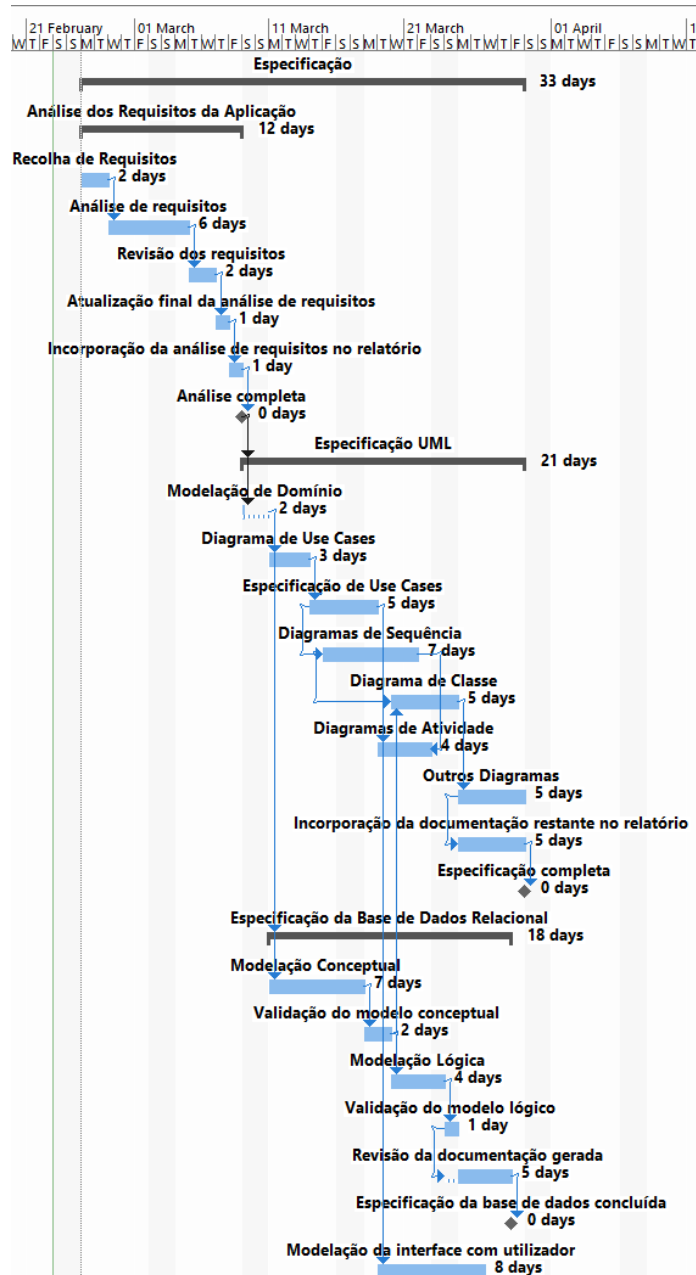 21 February 01 March 11 March 21 March 01 April 1
W T F S S M T W T F S S M T W T F S S M T W T F S S M T W T F S S M T W T F S S M T W T F S S M T W T
Especificação
33 days
Análise dos Requisitos da Aplicação
12 days
Recolha de Requisitos
2 days
Análise de requisitos
6 days
Revisão dos requisitos
2 days
Atualização final da análise de requisitos
1 day
Incorporação da análise de requisitos no relatório
1 day
Análise completa
0 days
Especificação UML
21 days
Modelação de Domínio
2 days
Diagrama de Use Cases
3 days
Especificação de Use Cases
5 days
Diagramas de Sequência
7 days
Diagrama de Classe
5 days
Diagramas de Atividade
4 days
Outros Diagramas
5 days
Incorporação da documentação restante no relatório
5 days
Especificação completa
0 days
Especificação da Base de Dados Relacional
18 days
Modelação Conceptual
7 days
Validação do modelo conceptual
2 days
Modelação Lógica
4 days
Validação do modelo lógico
1 day
Revisão da documentação gerada
5 days
Especificação da base de dados concluída
0 days
Modelação da interface com utilizador
8 days